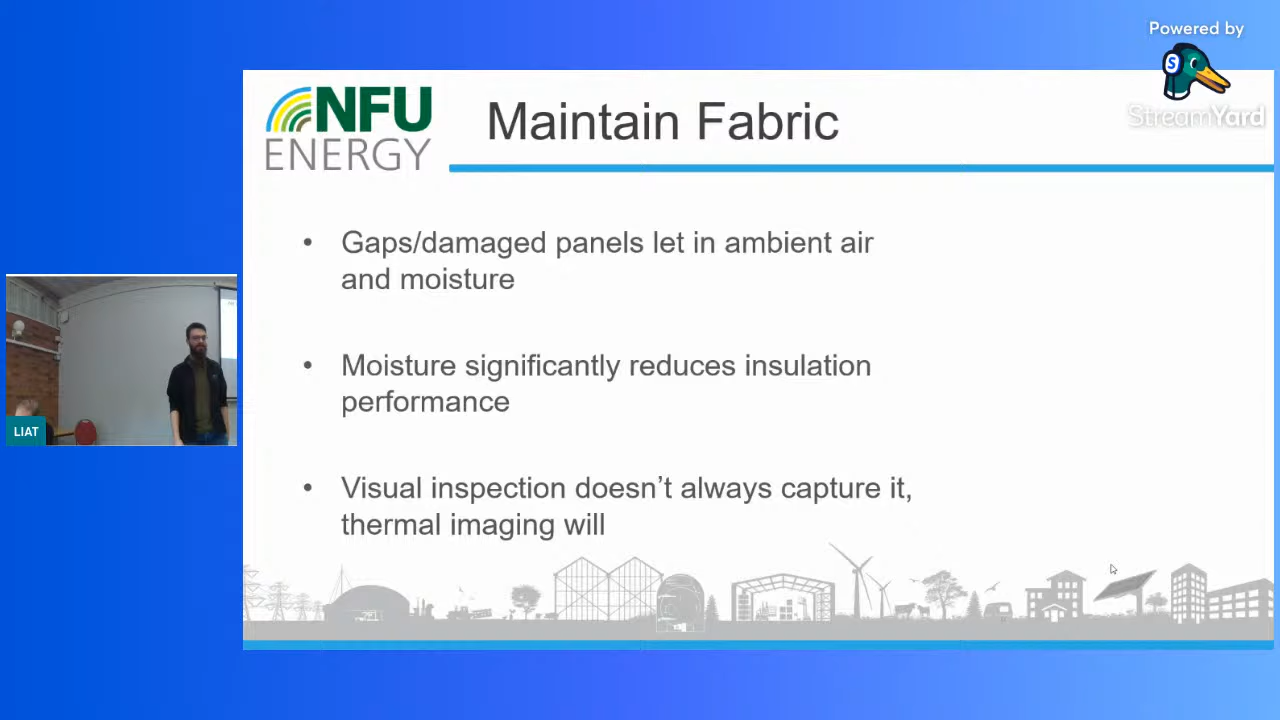 Powered by
StreamYard
NFU
ENERGY
Maintain Fabric
• Gaps/damaged panels let in ambient air
and moisture
• Moisture significantly reduces insulation
performance
• Visual inspection doesn’t always capture it,
thermal imaging will
LIAT